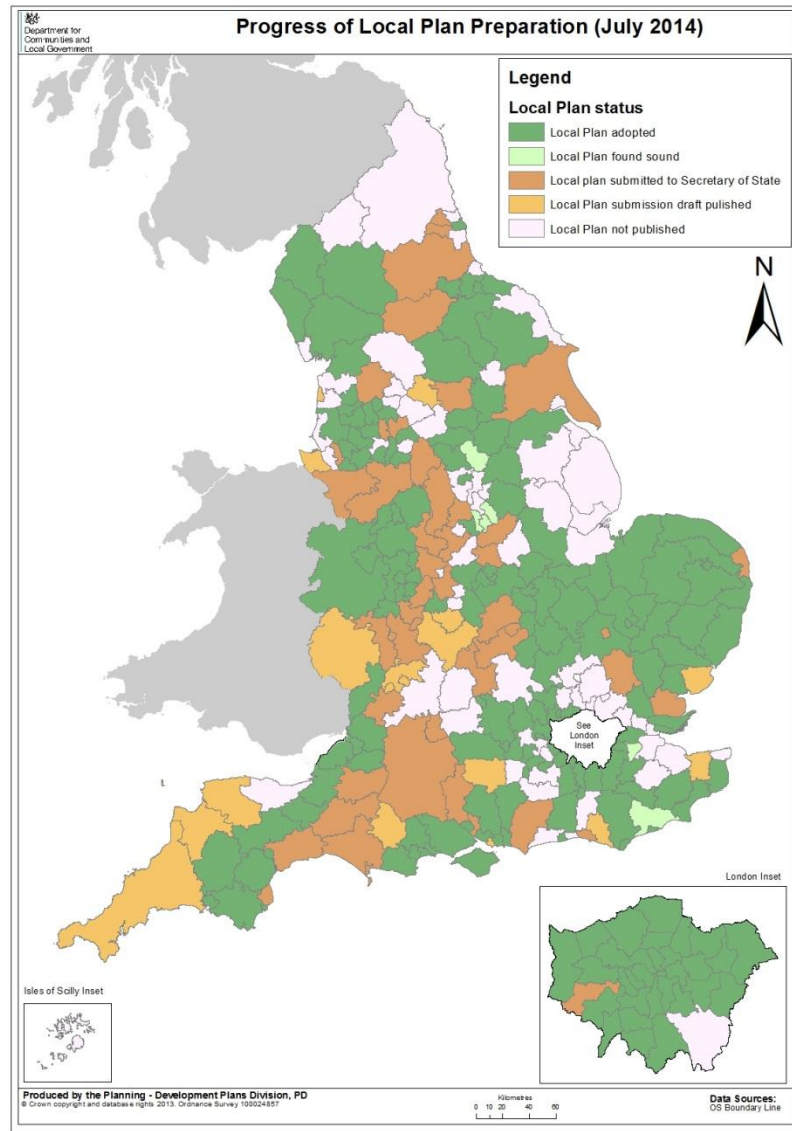 Department for
Communities and
Local Government
Progress of Local Plan Preparation (July 2014)
Legend
Local Plan status
Local Plan adopted
Local Plan found sound
Local plan submitted to Secretary of State
Local Plan submission draft pulished
Local Plan not published
N
See
London
Inset
London Inset
Isles of Scilly Inset
Produced by the Planning - Development Plans Division, PD
© Crown copyright and database rights 2013. Ordnance Survey 100024857
Kilometres
0 10 20 40 60
Data Sources:
OS Boundary Line